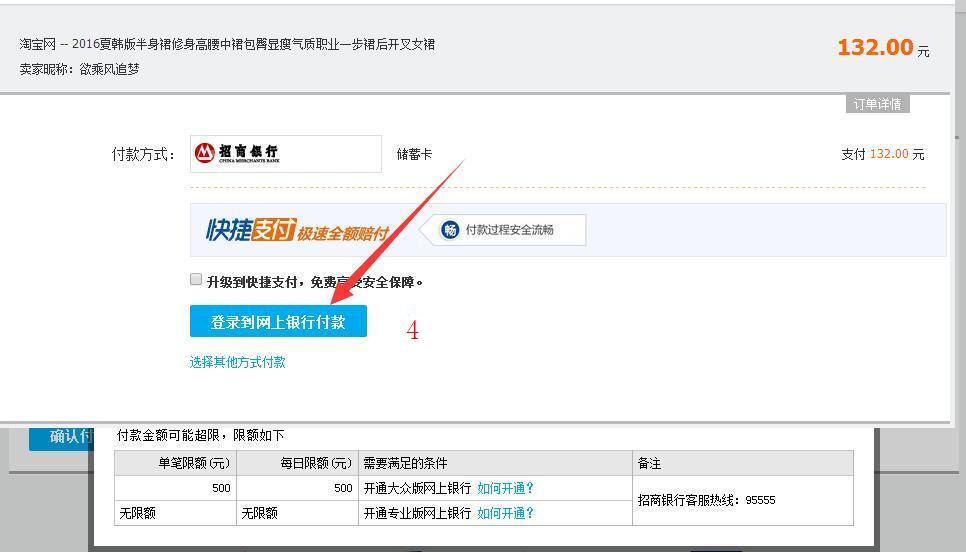 淘宝网 -- 2016夏韩版半身裙修身高腰中裙包臀显瘦气质职业一步裙后开叉女裙
132.00 元
卖家昵称：欲乘风追梦
订单详情
付款方式：
招商银行
CHINA MERCHANTS BANK
储蓄卡
支付 132.00 元
快捷支付 极速全额赔付
畅 付款过程安全流畅
升级到快捷支付，免费享受安全保障。
登录到网上银行付款
4
选择其他方式付款
确认付
付款金额可能超限，限额如下
单笔限额(元) 每日限额(元) 需要满足的条件 备注
500 500 开通大众版网上银行 如何开通？
招商银行客服热线：95555
无限额 无限额 开通专业版网上银行 如何开通？